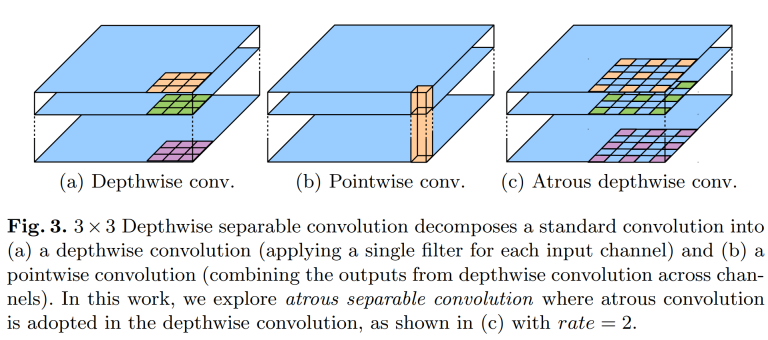 (a) Depthwise conv. (b) Pointwise conv. (c) Atrous depthwise conv.
Fig. 3. 3 × 3 Depthwise separable convolution decomposes a standard convolution into
(a) a depthwise convolution (applying a single filter for each input channel) and (b) a
pointwise convolution (combining the outputs from depthwise convolution across chan-
nels). In this work, we explore atrous separable convolution where atrous convolution
is adopted in the depthwise convolution, as shown in (c) with rate = 2.